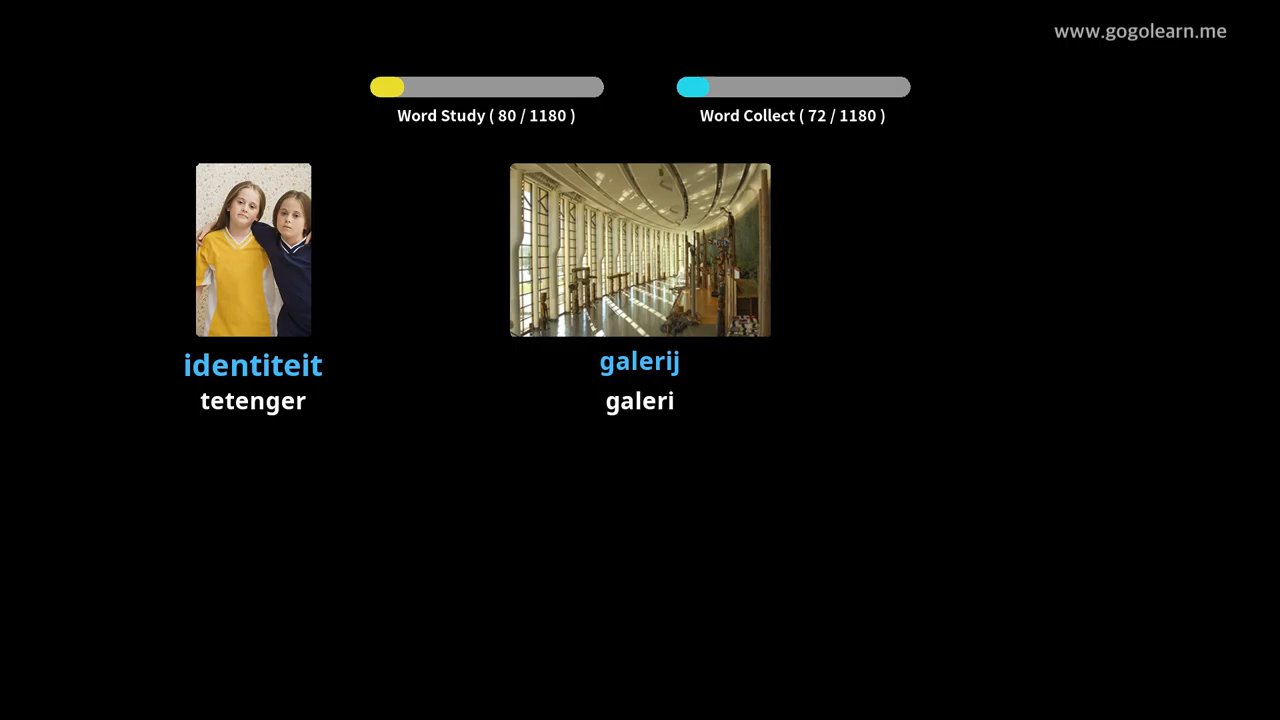 www.gogolearn.me
Word Study ( 80 / 1180 )
Word Collect ( 72 / 1180 )
identiteit
tetenger
galerij
galeri